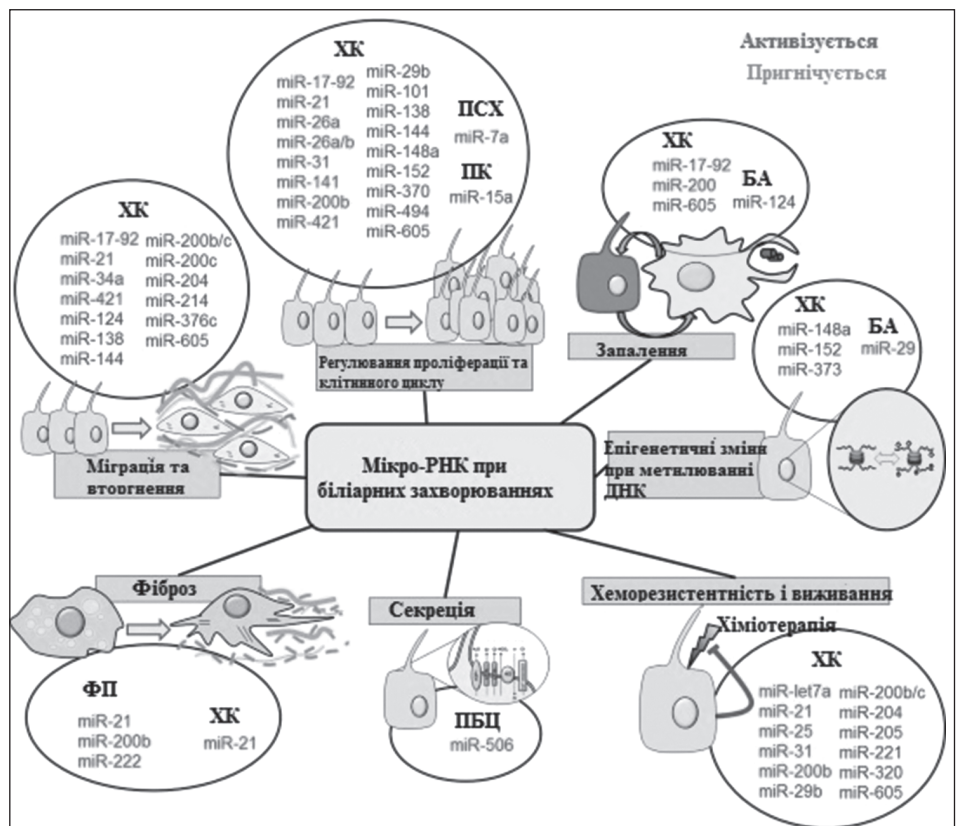 Активізується
Пригнічується
ХК
miR-17-92
miR-21
miR-26a
miR-26a/b
miR-31
miR-141
miR-200b
miR-421
miR-29b
miR-101
miR-138
miR-144
miR-148a
miR-152
miR-370
miR-494
miR-605
ПСХ
miR-7a
ПК
miR-15a
Регулювання проліферації та
клітинного циклу
ХК
miR-17-92
miR-200
miR-605
БА
miR-124
Запалення
ХК
miR-17-92
miR-21
miR-34a
miR-421
miR-124
miR-138
miR-144
miR-200b/c
miR-200c
miR-204
miR-214
miR-376c
miR-605
Міграція та
вторгнення
ХК
miR-148a
miR-152
miR-373
БА
miR-29
Епігенетичні зміни
при метилюванні
ДНК
Мікро-РНК при
біліарних захворюваннях
Фіброз
ФП
miR-21
miR-200b
miR-222
ХК
miR-21
Секреція
ПБЦ
miR-506
Хеморезистентність і виживання
Хіміотерапія
ХК
miR-let7a
miR-21
miR-25
miR-31
miR-200b
miR-29b
miR-200b/c
miR-204
miR-205
miR-221
miR-320
miR-605